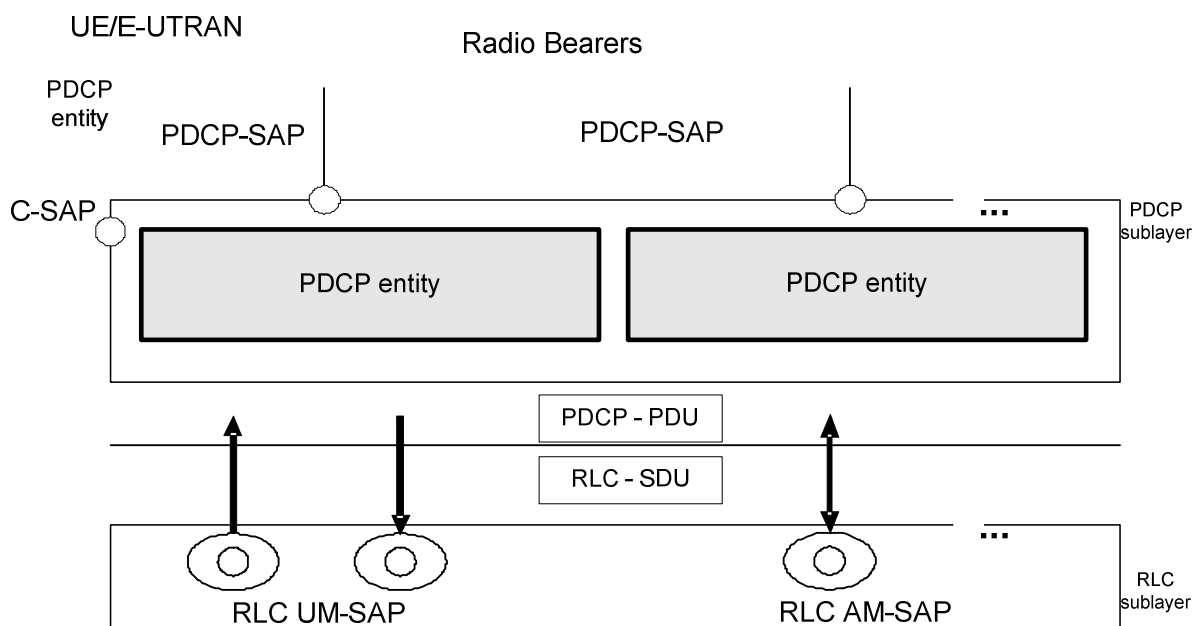 UE/E-UTRAN
Radio Bearers
PDCP
entity
PDCP-SAP
PDCP-SAP
C-SAP
...
PDCP
sublayer
PDCP entity
PDCP entity
PDCP - PDU
RLC - SDU
...
RLC UM-SAP
RLC AM-SAP
RLC
sublayer